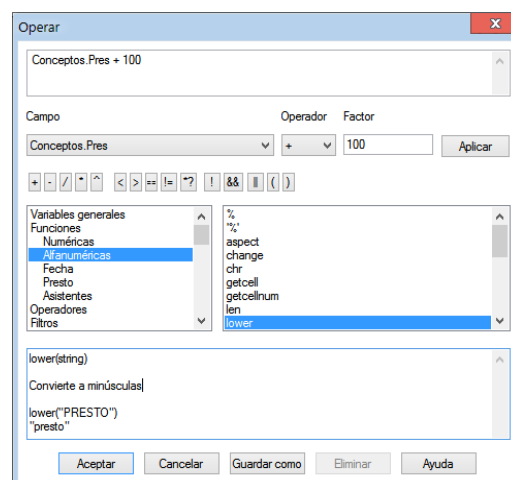 Operar
x
Conceptos.Pres + 100
Campo Operador Factor
Conceptos.Pres + 100 Aplicar
+ - / * ^ < > == != *? ! && || ( )
Variables generales
Funciones
Numéricas
Alfanuméricas
Fecha
Presto
Asistentes
Operadores
Filtros
%
'%'
aspect
change
chr
getcell
getcellnum
len
lower
lower(string)
Convierte a minúsculas
lower("PRESTO")
"presto"
Aceptar Cancelar Guardar como Eliminar Ayuda